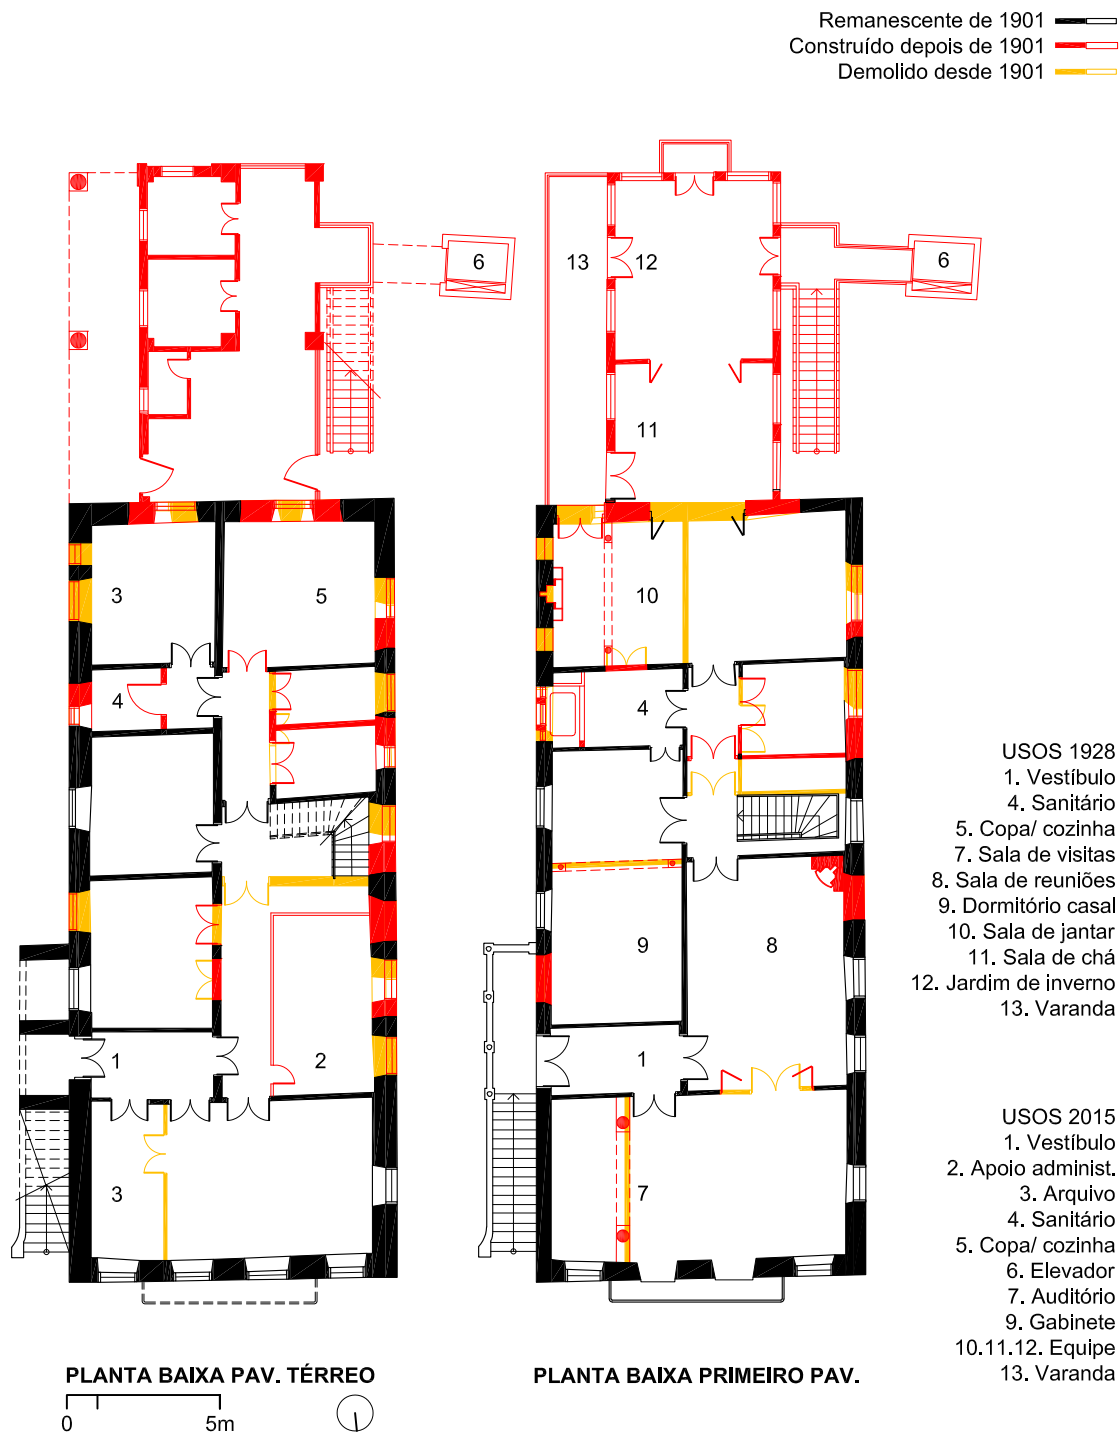 Remanescente de 1901
Construído depois de 1901
Demolido desde 1901
6
13
12
6
11
3
5
10
4
4
9
8
1
2
1
3
7
USOS 1928
1. Vestíbulo
4. Sanitário
5. Copa/ cozinha
7. Sala de visitas
8. Sala de reuniões
9. Dormitório casal
10. Sala de jantar
11. Sala de chá
12. Jardim de inverno
13. Varanda
USOS 2015
1. Vestíbulo
2. Apoio administ.
3. Arquivo
4. Sanitário
5. Copa/ cozinha
6. Elevador
7. Auditório
9. Gabinete
10.11.12. Equipe
13. Varanda
PLANTA BAIXA PAV. TÉRREO
0 5m
PLANTA BAIXA PRIMEIRO PAV.